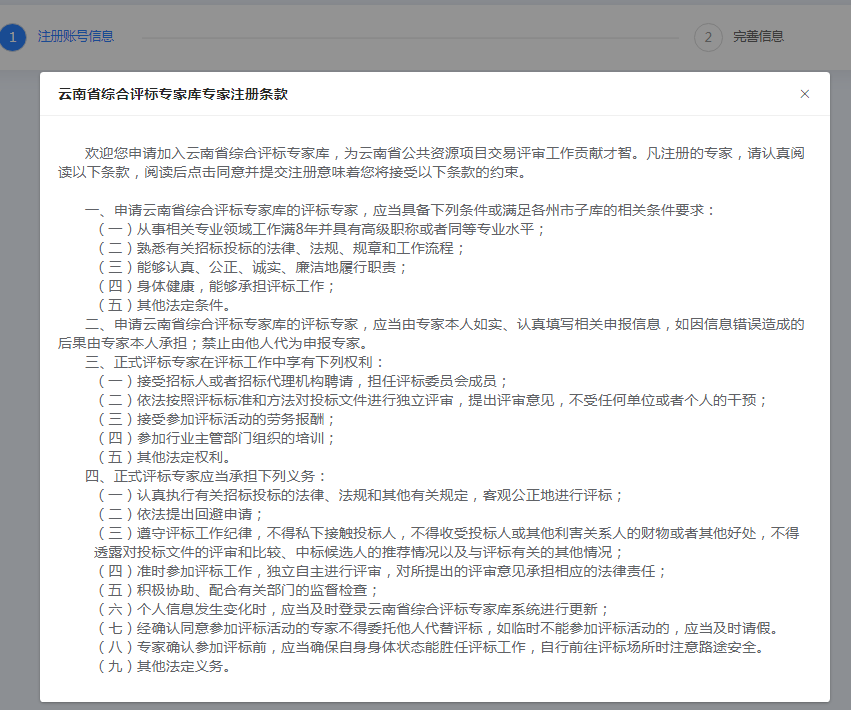 1 注册账号信息 2 完善信息
云南省综合评标专家库专家注册条款 ×
欢迎您申请加入云南省综合评标专家库，为云南省公共资源项目交易评审工作贡献才智。凡注册的专家，请认真阅
读以下条款，阅读后点击同意并提交注册意味着您将接受以下条款的约束。
一、申请云南省综合评标专家库的评标专家，应当具备下列条件或满足各州市子库的相关条件要求：
（一）从事相关专业领域工作满8年并具有高级职称或者同等专业水平；
（二）熟悉有关招标投标的法律、法规、规章和工作流程；
（三）能够认真、公正、诚实、廉洁地履行职责；
（四）身体健康，能够承担评标工作；
（五）其他法定条件。
二、申请云南省综合评标专家库的评标专家，应当由专家本人如实、认真填写相关申报信息，如因信息错误造成的
后果由专家本人承担；禁止由他人代为申报专家。
三、正式评标专家在评标工作中享有下列权利：
（一）接受招标人或者招标代理机构聘请，担任评标委员会成员；
（二）依法按照评标标准和方法对投标文件进行独立评审，提出评审意见，不受任何单位或者个人的干预；
（三）接受参加评标活动的劳务报酬；
（四）参加行业主管部门组织的培训；
（五）其他法定权利。
四、正式评标专家应当承担下列义务：
（一）认真执行有关招标投标的法律、法规和其他有关规定，客观公正地进行评标；
（二）依法提出回避申请；
（三）遵守评标工作纪律，不得私下接触投标人，不得收受投标人或其他利害关系人的财物或者其他好处，不得
透露对投标文件的评审和比较、中标候选人的推荐情况以及与评标有关的其他情况；
（四）准时参加评标工作，独立自主进行评审，对所提出的评审意见承担相应的法律责任；
（五）积极协助、配合有关部门的监督检查；
（六）个人信息发生变化时，应当及时登录云南省综合评标专家库系统进行更新；
（七）经确认同意参加评标活动的专家不得委托他人代替评标，如临时不能参加评标活动的，应当及时请假。
（八）专家确认参加评标前，应当确保自身身体状态能胜任评标工作，自行前往评标场所时注意路途安全。
（九）其他法定义务。